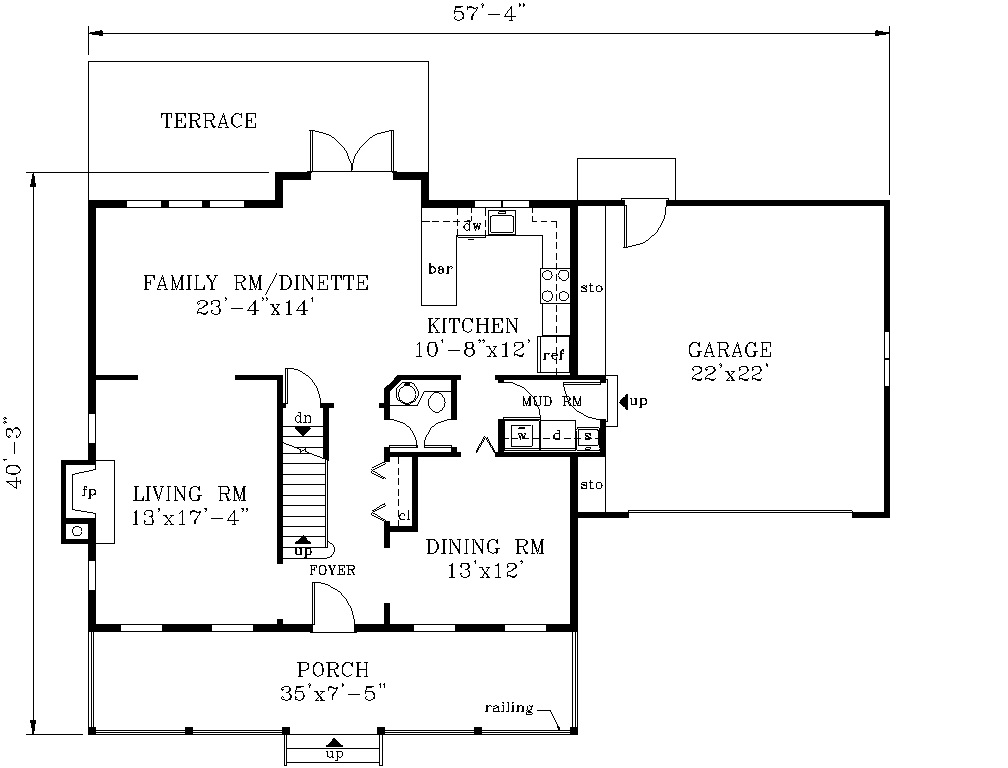 57'-4"
TERRACE
dw
bar
FAMILY RM/DINETTE
23'-4"x14'
sto
KITCHEN
10'-8"x12'
ref
GARAGE
22'x22'
MUD RM
up
dn
w
d
s
40'-3"
fp
LIVING RM
13'x17'-4"
sto
cl
up
DINING RM
13'x12'
FOYER
PORCH
35'x7'-5"
railing
up